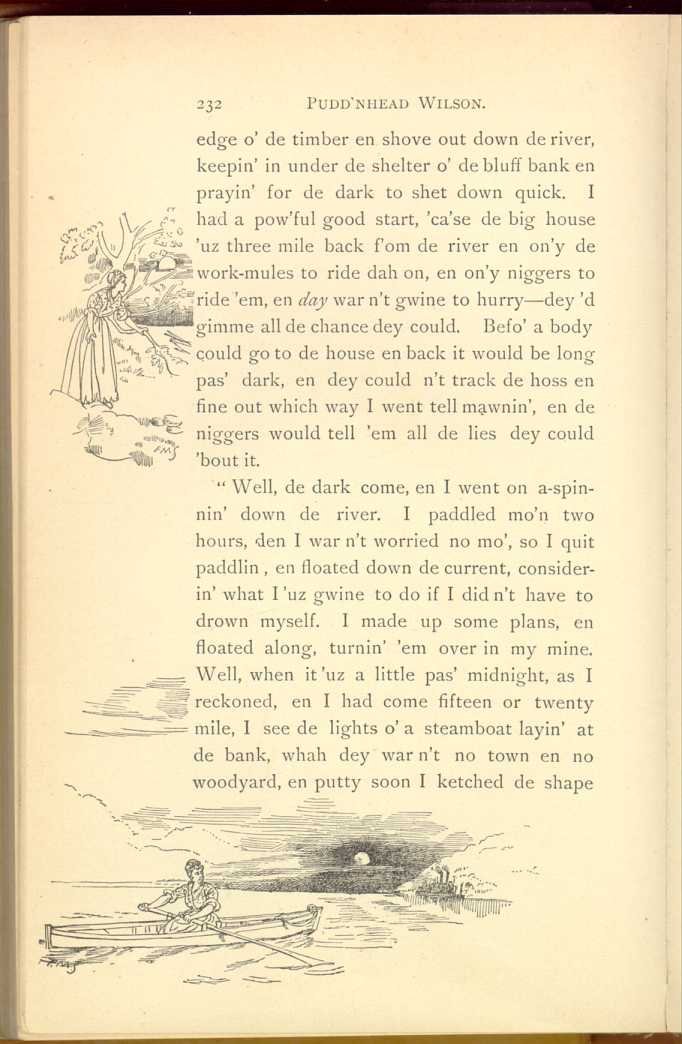 232 PUDD'NHEAD WILSON.
edge o' de timber en shove out down de river,
keepin' in under de shelter o' de bluff bank en
prayin' for de dark to shet down quick. I
had a pow'ful good start, 'ca'se de big house
'uz three mile back f'om de river en on'y de
work-mules to ride dah on, en on'y niggers to
ride 'em, en day war n't gwine to hurry—dey 'd
gimme all de chance dey could. Befo' a body
could go to de house en back it would be long
pas' dark, en dey could n't track de hoss en
fine out which way I went tell mawnin', en de
niggers would tell 'em all de lies dey could
'bout it.
"Well, de dark come, en I went on a-spin-
nin' down de river. I paddled mo'n two
hours, den I war n't worried no mo', so I quit
paddlin, en floated down de current, consider-
in' what I 'uz gwine to do if I did n't have to
drown myself. I made up some plans, en
floated along, turnin' 'em over in my mine.
Well, when it 'uz a little pas' midnight, as I
reckoned, en I had come fifteen or twenty
mile, I see de lights o' a steamboat layin' at
de bank, whah dey war n't no town en no
woodyard, en putty soon I ketched de shape